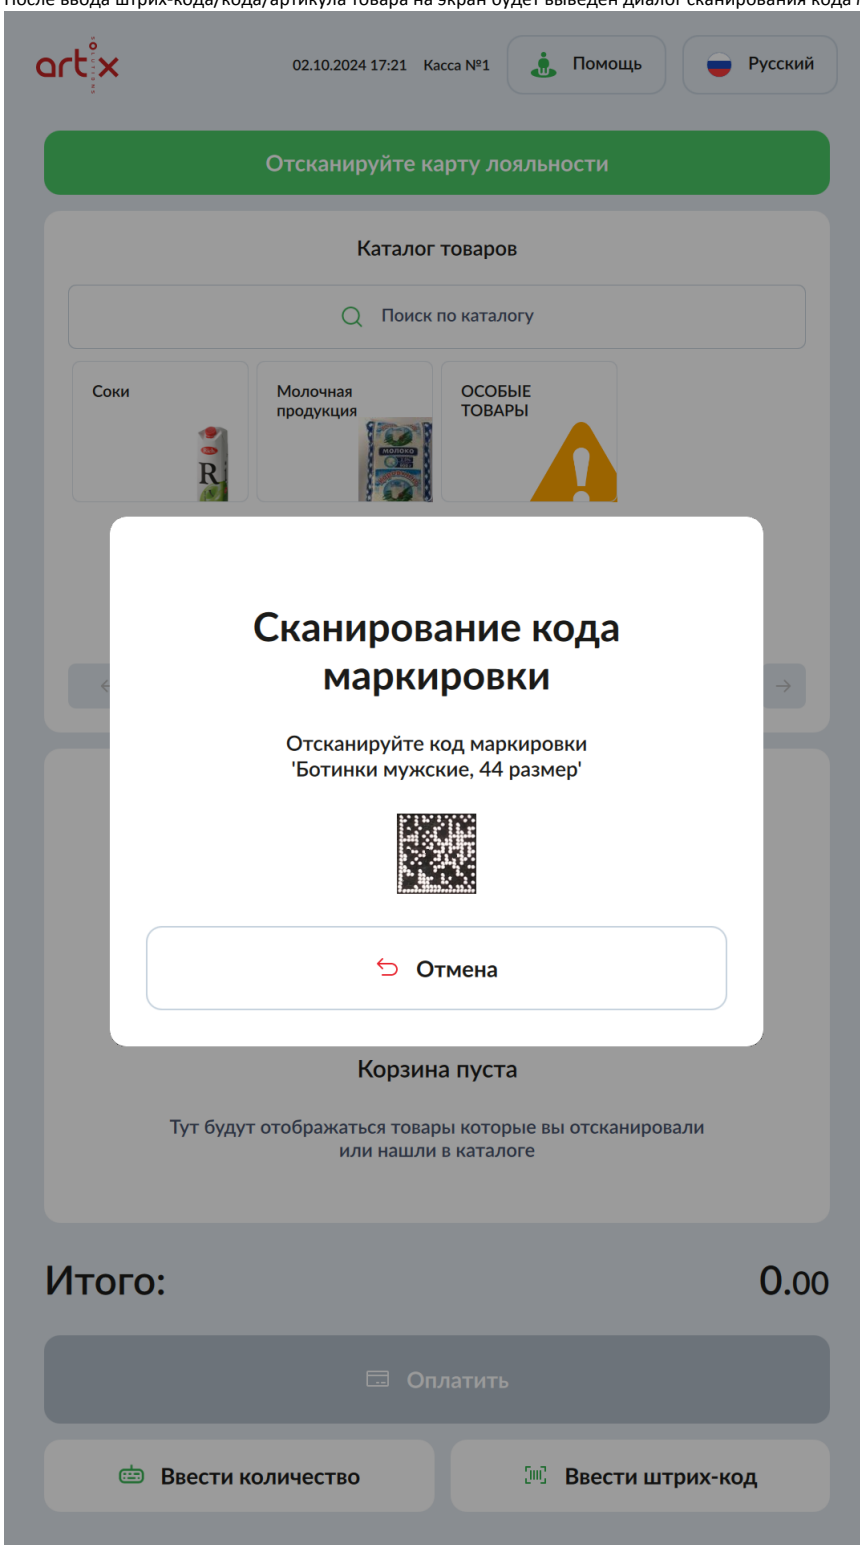 После ввода штрих-кода/кода/артикула товара на экран будет выведен диалог сканирования кода
artix
02.10.2024 17:21 Касса №1 Помощь Русский
Отсканируйте карту лояльности
Каталог товаров
Поиск по каталогу
Соки
Молочная
продукция
ОСОБЫЕ
ТОВАРЫ
R
МОЛОКО
Сканирование кода
маркировки
Отсканируйте код маркировки
'Ботинки мужские, 44 размер'
Отмена
Корзина пуста
Тут будут отображаться товары которые вы отсканировали
или нашли в каталоге
Итого: 0.00
Оплатить
Ввести количество Ввести штрих-код